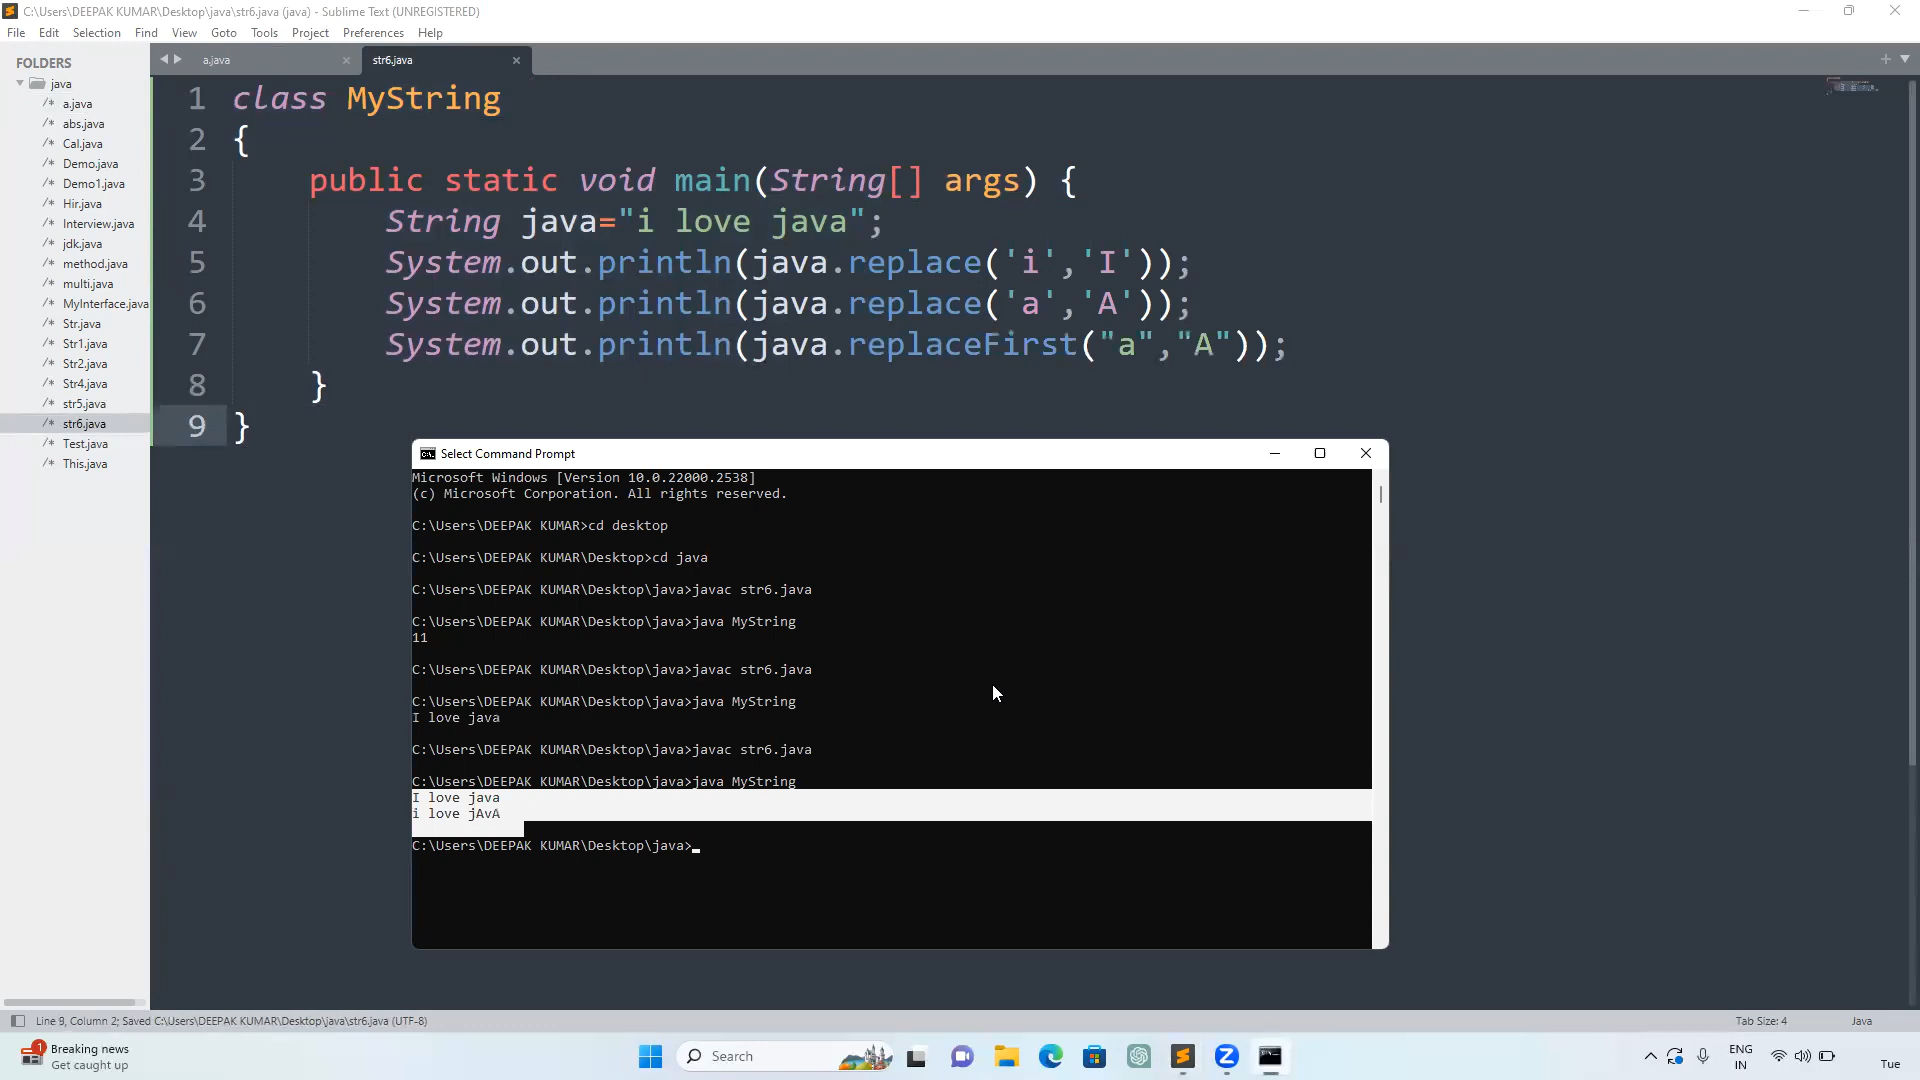 C:\Users\DEEPAK KUMAR\Desktop\java\str6.java (java) - Sublime Text (UNREGISTERED)
File Edit Selection Find View Goto Tools Project Preferences Help
FOLDERS
java
/* a.java
/* abs.java
/* Cal.java
/* Demo.java
/* Demo1.java
/* Hir.java
/* Interview.java
/* jdk.java
/* method.java
/* multi.java
/* MyInterface.java
/* Str.java
/* Str1.java
/* Str2.java
/* Str4.java
/* str5.java
/* str6.java
/* Test.java
/* This.java
a.java
str6.java
1 class MyString
2 {
3 public static void main(String[] args) {
4 String java="i love java";
5 System.out.println(java.replace('i','I'));
6 System.out.println(java.replace('a','A'));
7 System.out.println(java.replaceFirst("a","A"));
8 }
9 }
Select Command Prompt
Microsoft Windows [Version 10.0.22000.2538]
(c) Microsoft Corporation. All rights reserved.
C:\Users\DEEPAK KUMAR>cd desktop
C:\Users\DEEPAK KUMAR\Desktop>cd java
C:\Users\DEEPAK KUMAR\Desktop\java>javac str6.java
C:\Users\DEEPAK KUMAR\Desktop\java>java MyString
11
C:\Users\DEEPAK KUMAR\Desktop\java>javac str6.java
C:\Users\DEEPAK KUMAR\Desktop\java>java MyString
I love java
C:\Users\DEEPAK KUMAR\Desktop\java>javac str6.java
C:\Users\DEEPAK KUMAR\Desktop\java>java MyString
I love java
i love jAvA
C:\Users\DEEPAK KUMAR\Desktop\java>
Line 9, Column 2; Saved C:\Users\DEEPAK KUMAR\Desktop\java\str6.java (UTF-8)
Tab Size: 4
Java
1
Breaking news
Get caught up
Search
ENG
IN
Tue